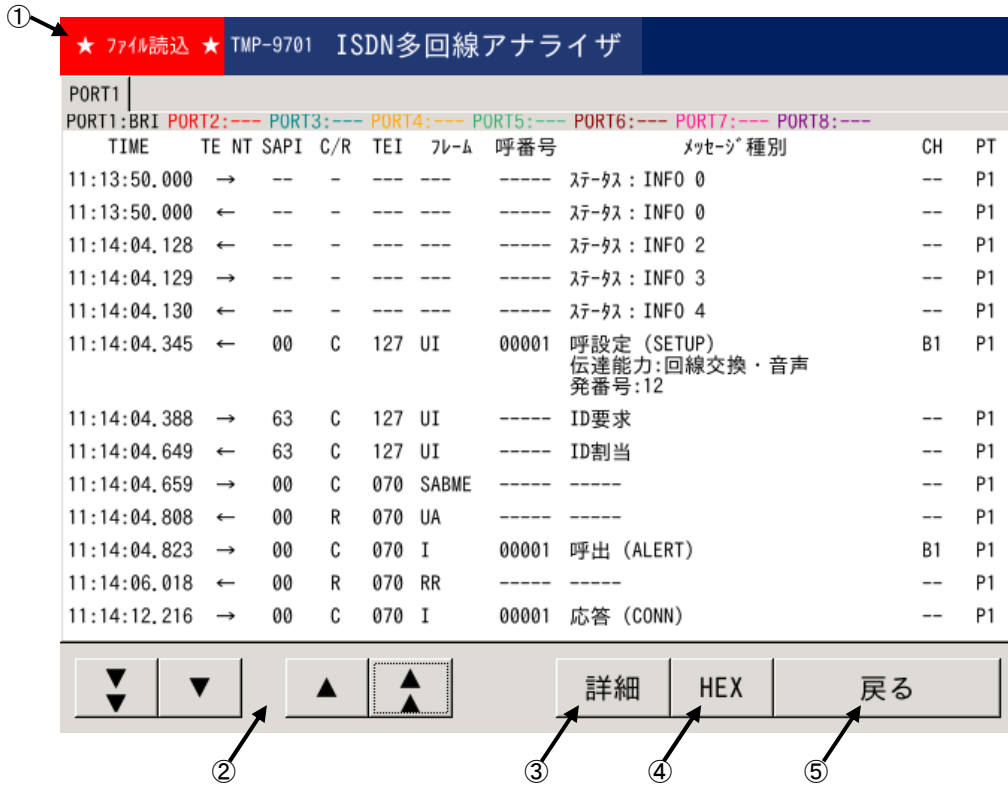 ①
★ ﾌｧｲﾙ読込 ★ TMP-9701 ISDN多回線アナライザ
PORT1
PORT1:BRI PORT2:--- PORT3:--- PORT4:--- PORT5:--- PORT6:--- PORT7:--- PORT8:---
TIME TE NT SAPI C/R TEI ﾌﾚｰﾑ 呼番号 ﾒｯｾｰｼﾞ種別 CH PT
11:13:50.000 → -- - --- --- ----- ｽﾃｰﾀｽ : INFO 0 -- P1
11:13:50.000 ← -- - --- --- ----- ｽﾃｰﾀｽ : INFO 0 -- P1
11:14:04.128 ← -- - --- --- ----- ｽﾃｰﾀｽ : INFO 2 -- P1
11:14:04.129 → -- - --- --- ----- ｽﾃｰﾀｽ : INFO 3 -- P1
11:14:04.130 ← -- - --- --- ----- ｽﾃｰﾀｽ : INFO 4 -- P1
11:14:04.345 ← 00 C 127 UI 00001 呼設定 (SETUP) B1 P1
伝達能力:回線交換・音声
発番号:12
11:14:04.388 → 63 C 127 UI ----- ID要求 -- P1
11:14:04.649 ← 63 C 127 UI ----- ID割当 -- P1
11:14:04.659 → 00 C 070 SABME ----- ----- -- P1
11:14:04.808 ← 00 R 070 UA ----- ----- -- P1
11:14:04.823 → 00 C 070 I 00001 呼出 (ALERT) B1 P1
11:14:06.018 ← 00 R 070 RR ----- ----- -- P1
11:14:12.216 → 00 C 070 I 00001 応答 (CONN) -- P1
▼▼ ▼ ▲ ▲▲ 詳細 HEX 戻る
② ③ ④ ⑤